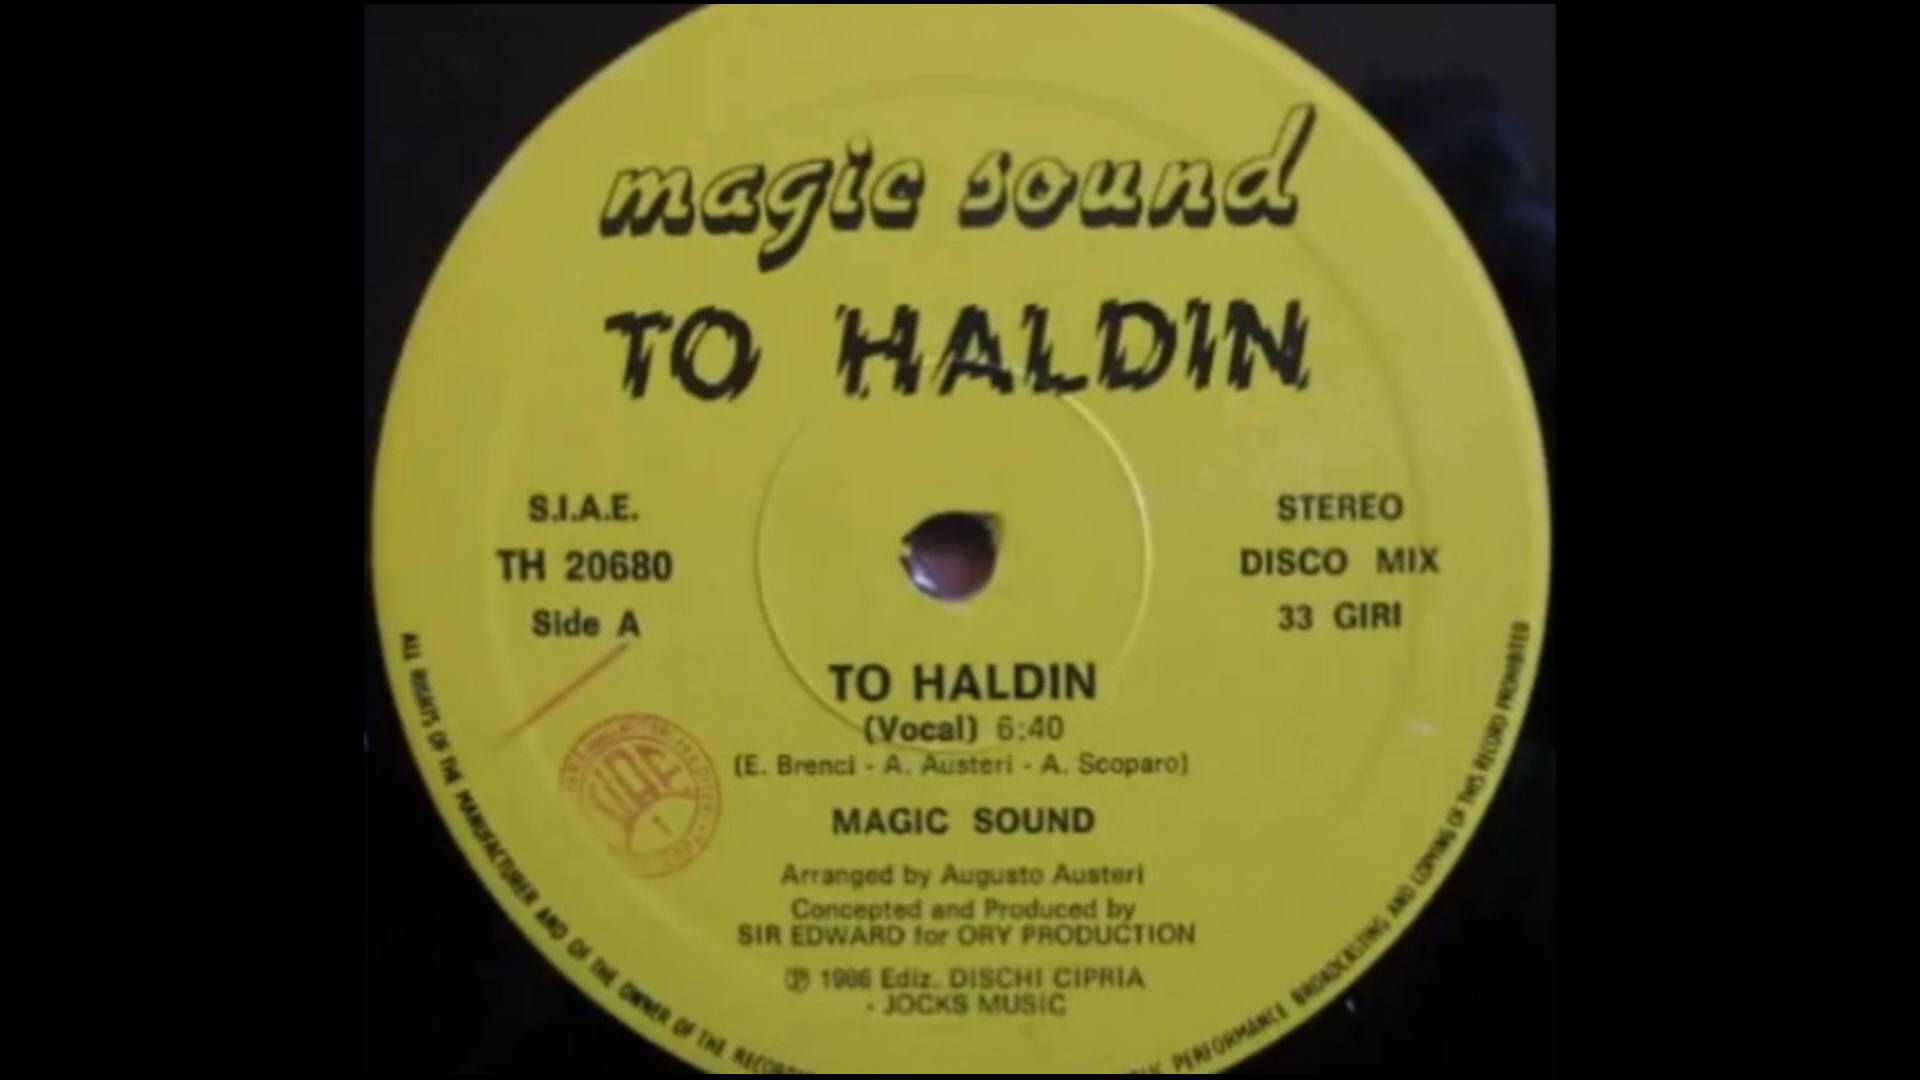 magic sound
TO HALDIN
S.I.A.E.
TH 20680
Side A
STEREO
DISCO MIX
33 GIRI
TO HALDIN
(Vocal) 6:40
(E. Brenci - A. Austeri - A. Scoparo)
MAGIC SOUND
Arranged by Augusto Austeri
Concepted and Produced by
SIR EDWARD for ORY PRODUCTION
℗ 1986 Ediz. DISCHI CIPRIA
- JOCKS MUSIC
ALL RIGHTS OF THE MANUFACTURER AND OF THE OWNER OF THE
PERFORMANCE BROADCASTING AND COPYING OF THIS RECORD PROHIBITED